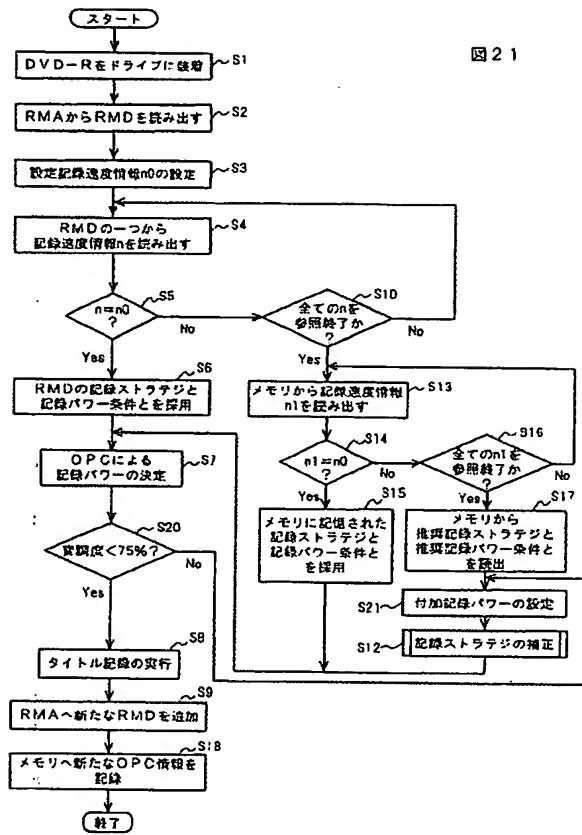 図21
スタート
DVD-Rをドライブに装着
S1
RMAからRMDを読み出す
S2
設定記録速度情報n0の設定
S3
RMDの一つから
記録速度情報nを読み出す
S4
n=n0
?
S5
No
Yes
全てのnを
参照終了か
?
S10
No
Yes
RMDの記録ストラテジと
記録パワー条件とを採用
S6
メモリから記録速度情報
n1を読み出す
S13
OPCによる
記録パワーの決定
S7
n1=n0
?
S14
No
Yes
全てのn1を
参照終了か
?
S16
No
Yes
メモリに記憶された
記録ストラテジと
記録パワー条件と
を採用
S15
メモリから
推奨記録ストラテジと
推奨記録パワー条件と
を読出
S17
変調度<75%?
S20
No
Yes
付加記録パワーの設定
S21
記録ストラテジの補正
S12
タイトル記録の実行
S8
RMAへ新たなRMDを追加
S9
メモリへ新たなOPC情報を
記録
S18
終了